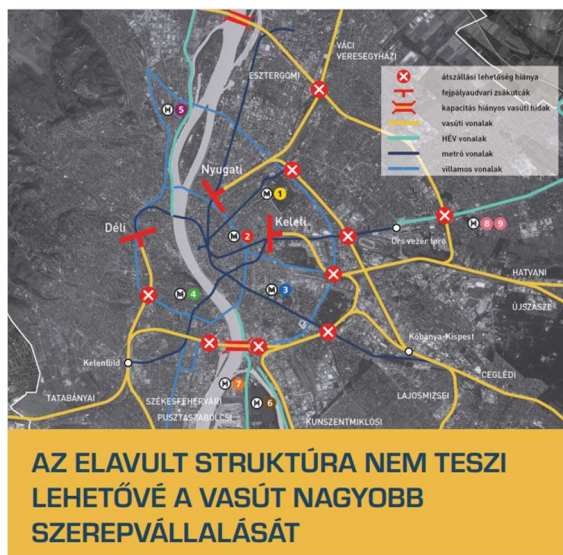 VÁCI
VERESEGYHÁZI
ESZTERGOMI
átszállási lehetőség hiánya
fejpályaudvari zsákutcák
kapacitás hiányos vasúti hidak
vasúti vonalak
HÉV vonalak
metró vonalak
villamos vonalak
5
Nyugati
1
Déli
2
Keleti
Örs vezér tere
8 9
HATVANI
ÚJSZÁSZI
4
3
Kőbánya-Kispest
Kelenföld
CEGLÉDI
7
TATABÁNYAI
SZÉKESFEHÉRVÁRI
PUSZTASZABOLCSI
6
LAJOSMIZSEI
KUNSZENTMIKLÓSI
AZ ELAVULT STRUKTÚRA NEM TESZI
LEHETŐVÉ A VASÚT NAGYOBB
SZEREPVÁLLALÁSÁT